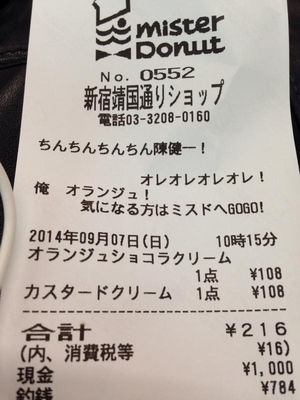 mister
Donut
No. 0552
新宿靖国通りショップ
電話03-3208-0160
ちんちんちんちん陳健一！
オレオレオレオレ！
俺 オランジュ！
気になる方はミスドへGOGO!
2014年09月07日(日) 10時15分
オランジュショコラクリーム
1点 ¥108
カスタードクリーム 1点 ¥108
合計 ¥216
(内、消費税等 ¥16)
現金 ¥1,000
釣銭 ¥784